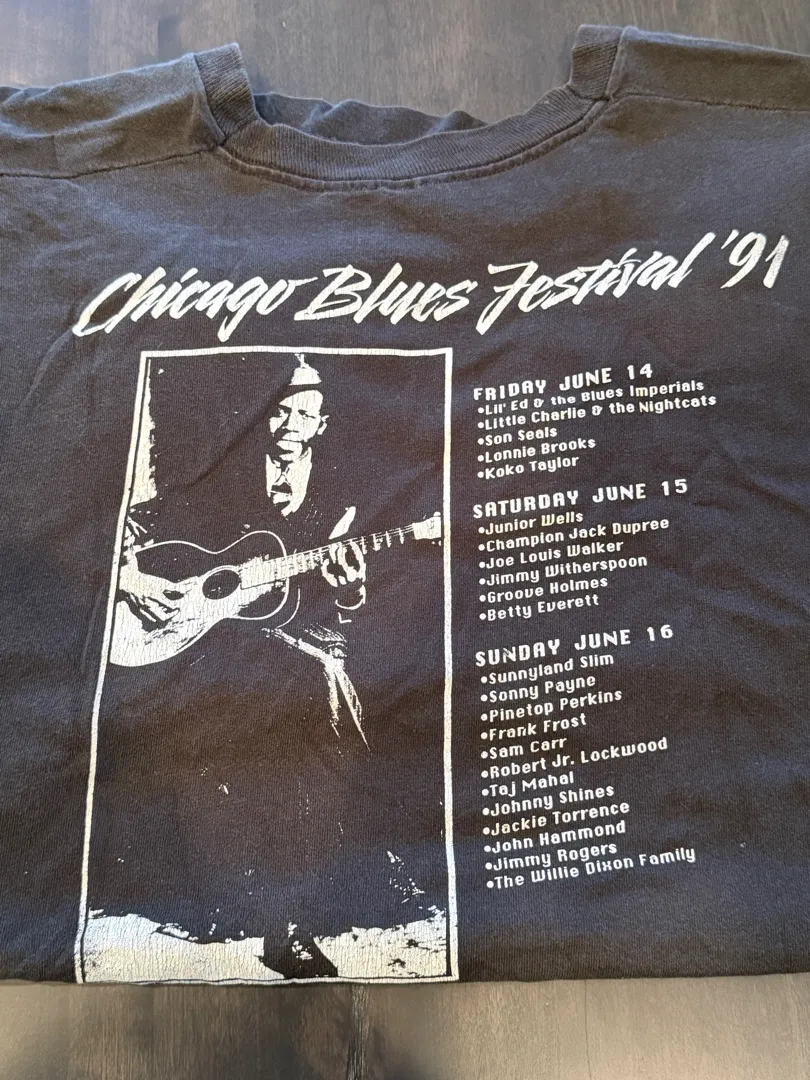 Chicago Blues Festival '91
FRIDAY JUNE 14
•Lil' Ed & the Blues Imperials
•Little Charlie & the Nightcats
•Son Seals
•Lonnie Brooks
•Koko Taylor
SATURDAY JUNE 15
•Junior Wells
•Champion Jack Dupree
•Joe Louis Walker
•Jimmy Witherspoon
•Groove Holmes
•Betty Everett
SUNDAY JUNE 16
•Sunnyland Slim
•Sonny Payne
•Pinetop Perkins
•Frank Frost
•Sam Carr
•Robert Jr. Lockwood
•Taj Mahal
•Johnny Shines
•Jackie Torrence
•John Hammond
•Jimmy Rogers
•The Willie Dixon Family